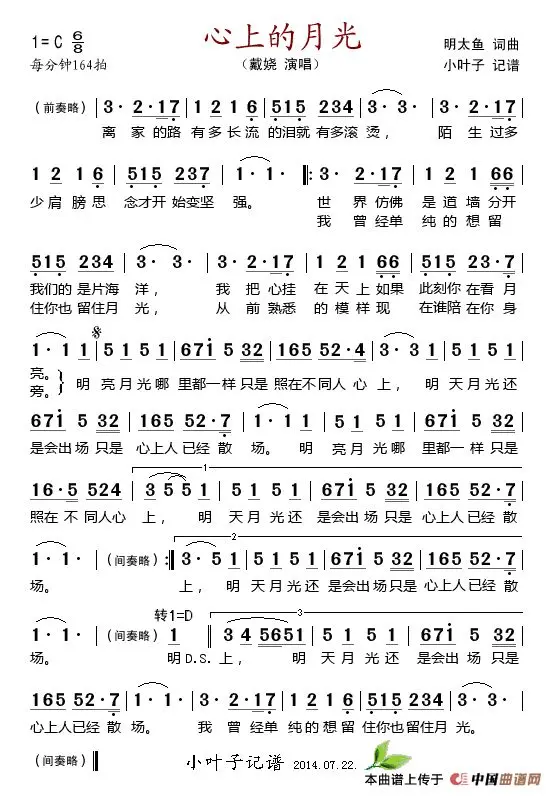 心上的月光
1=C 6/8
明太鱼 词曲
每分钟164拍
（戴娆 演唱）
小叶子 记谱
（前奏略）3· 2·17 | 1 2 1 6 | 515 234 | 3· 3· | 3· 2·17 |
离 家的路 有多长流 的泪就 有多滚 烫， 陌 生过多
1 2 1 6 | 515 237 | 1· 1· |: 3· 2·17 | 1 2 1 66 |
少肩 膀思 念才开 始变坚 强。 世 界仿佛 是道墙 分开
我 曾经单 纯的想 留
515 234 | 3· 3· | 3· 2·17 | 1 2 1 66 | 515 234 |
我们的 是片海 洋， 我 把 心挂 在天上 如果 此刻你 在看月
住你也 留住月 光， 从 前熟悉 的模样 现 在谁陪 在你身
1· 1 1 | 5 1 5 1 | 671 5 32 | 165 52·4 | 3· 3 1 | 5 1 5 1 |
亮。
旁。
明 亮月光哪 里都一样 只是 照在不同人 心 上， 明 天月光还
671 5 32 | 165 52·7 | 1· 1 1 | 5 1 5 1 | 671 5 32 |
是会出 场只是 心上人 已经 散 场。 明 亮月光哪 里都一样 只是
1
16·5 524 | 3 5 5 1 | 5 1 5 1 | 671 5 32 | 165 52·7 |
照在 不 同人心 上， 明 天月光还 是会出场 只是 心上人 已经 散
2
1· 1· |（间奏略）:| 3· 5 1 | 5 1 5 1 | 671 5 32 | 165 52·7 |
场。 上， 明 天月光还 是会出场只是 心上人 已经 散
转1=D
3
1· 1· |（间奏略）1 || 3 4 5651 | 5 1 5 1 | 671 5 32 |
场。 明D.S. 上， 明 天月光还 是会出 场只是
165 52·7 | 1· 1· | 3· 2·17 | 1 2 1 6 | 515 234 | 1· 1· |
心上人已经 散 场。 我 曾经单 纯的想 留 住你也 留住月 光。
（间奏略）||
小叶子记谱 2014.07.22.
本曲谱上传于 中国曲谱网